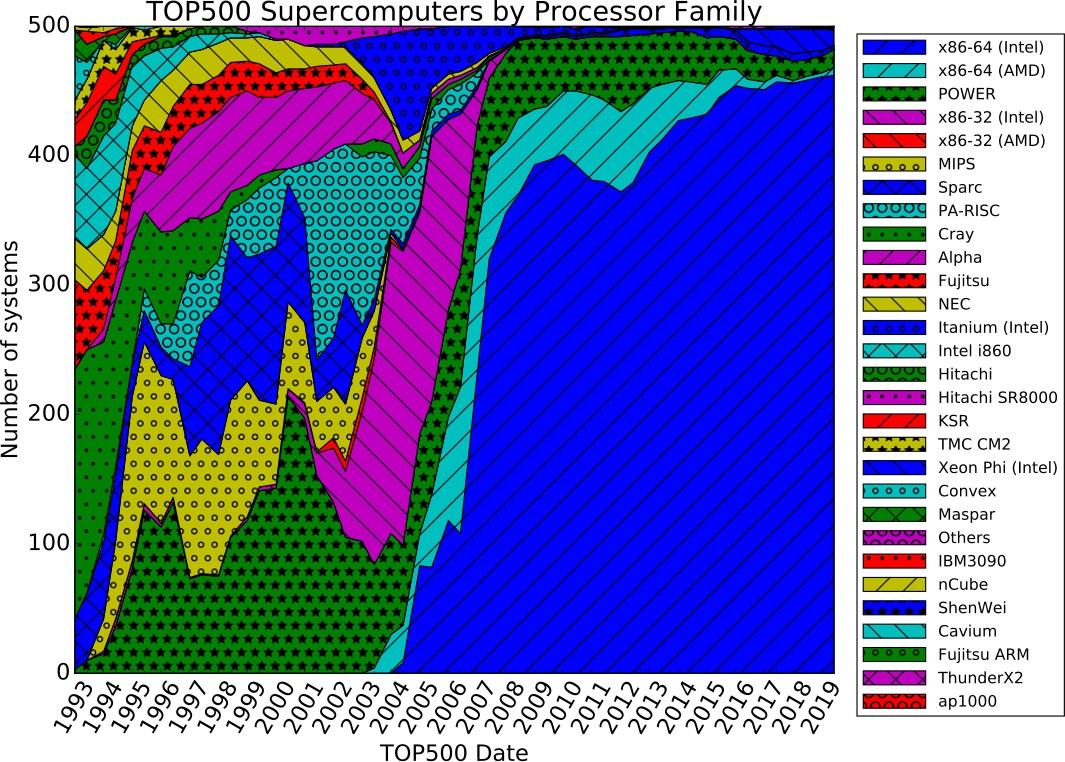 TOP500 Supercomputers by Processor Family
500
400
300
200
100
0
Number of systems
1993 1994 1995 1996 1997 1998 1999 2000 2001 2002 2003 2004 2005 2006 2007 2008 2009 2010 2011 2012 2013 2014 2015 2016 2017 2018 2019
TOP500 Date
x86-64 (Intel)
x86-64 (AMD)
POWER
x86-32 (Intel)
x86-32 (AMD)
MIPS
Sparc
PA-RISC
Cray
Alpha
Fujitsu
NEC
Itanium (Intel)
Intel i860
Hitachi
Hitachi SR8000
KSR
TMC CM2
Xeon Phi (Intel)
Convex
Maspar
Others
IBM3090
nCube
ShenWei
Cavium
Fujitsu ARM
ThunderX2
ap1000